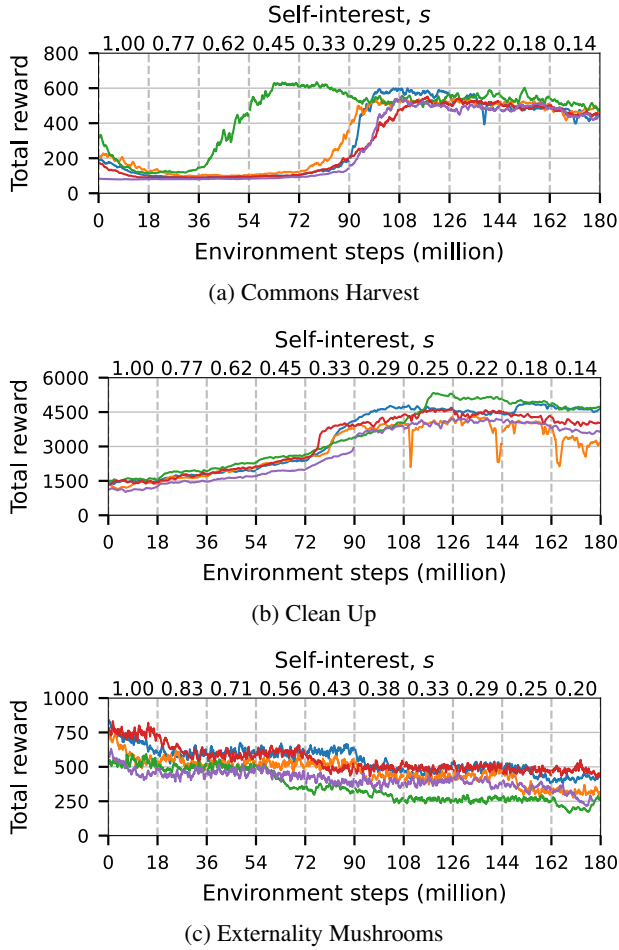 Self-interest, s
1.00 0.77 0.62 0.45 0.33 0.29 0.25 0.22 0.18 0.14
Total reward
800
600
400
200
0
0 18 36 54 72 90 108 126 144 162 180
Environment steps (million)
(a) Commons Harvest
Self-interest, s
1.00 0.77 0.62 0.45 0.33 0.29 0.25 0.22 0.18 0.14
Total reward
6000
4500
3000
1500
0
0 18 36 54 72 90 108 126 144 162 180
Environment steps (million)
(b) Clean Up
Self-interest, s
1.00 0.83 0.71 0.56 0.43 0.38 0.33 0.29 0.25 0.20
Total reward
1000
750
500
250
0
0 18 36 54 72 90 108 126 144 162 180
Environment steps (million)
(c) Externality Mushrooms